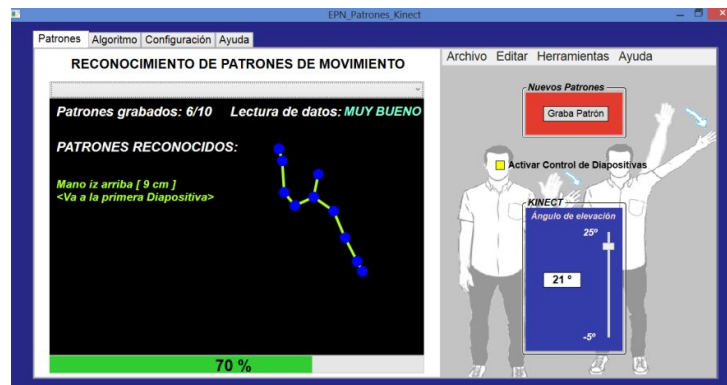 EPN_Patrones_Kinect
Patrones Algoritmo Configuración Ayuda
RECONOCIMIENTO DE PATRONES DE MOVIMIENTO
Patrones grabados: 6/10 Lectura de datos: MUY BUENO
PATRONES RECONOCIDOS:
Mano iz arriba [ 9 cm ]
<Va a la primera Diapositiva>
70 %
Archivo Editar Herramientas Ayuda
Nuevos Patrones
Graba Patrón
Activar Control de Diapositivas
KINECT
Ángulo de elevación
25º
21 º
-5º